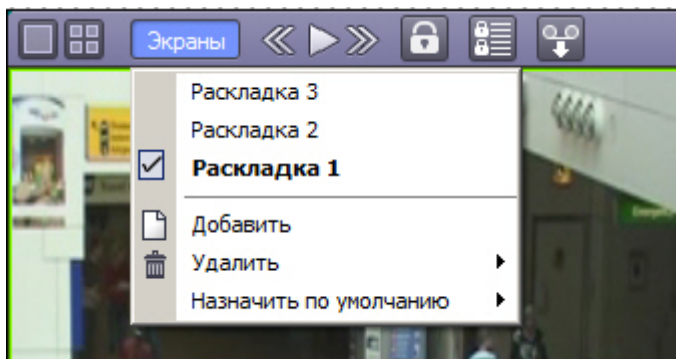 Экраны
Раскладка 3
Раскладка 2
Раскладка 1
Добавить
Удалить
Назначить по умолчанию